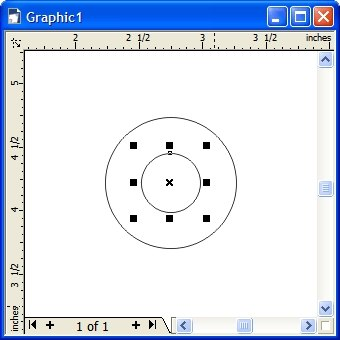 Graphic1
2 2 1/2 3 3 1/2 inches
5
4 1/2
4
3 1/2
inches
1 of 1